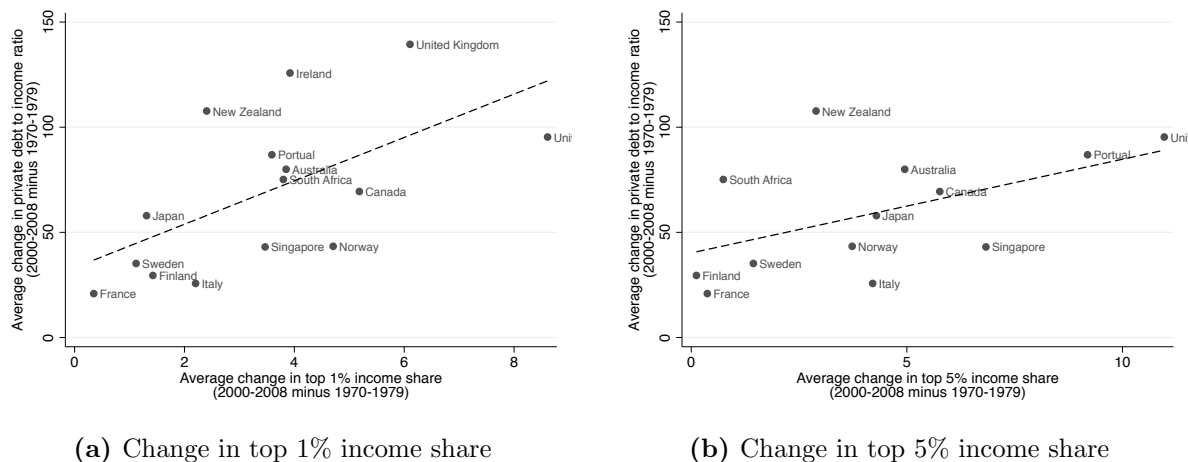 Average change in private debt to income ratio
(2000-2008 minus 1970-1979)
150
100
50
0
United Kingdom
Ireland
New Zealand
Unit
Portual
Australia
South Africa
Canada
Japan
Singapore
Norway
Sweden
Finland
Italy
France
0 2 4 6 8
Average change in top 1% income share
(2000-2008 minus 1970-1979)
(a) Change in top 1% income share
Average change in private debt to income ratio
(2000-2008 minus 1970-1979)
150
100
50
0
New Zealand
Unit
Portual
Australia
South Africa
Canada
Japan
Norway
Singapore
Sweden
Finland
Italy
France
0 5 10
Average change in top 5% income share
(2000-2008 minus 1970-1979)
(b) Change in top 5% income share